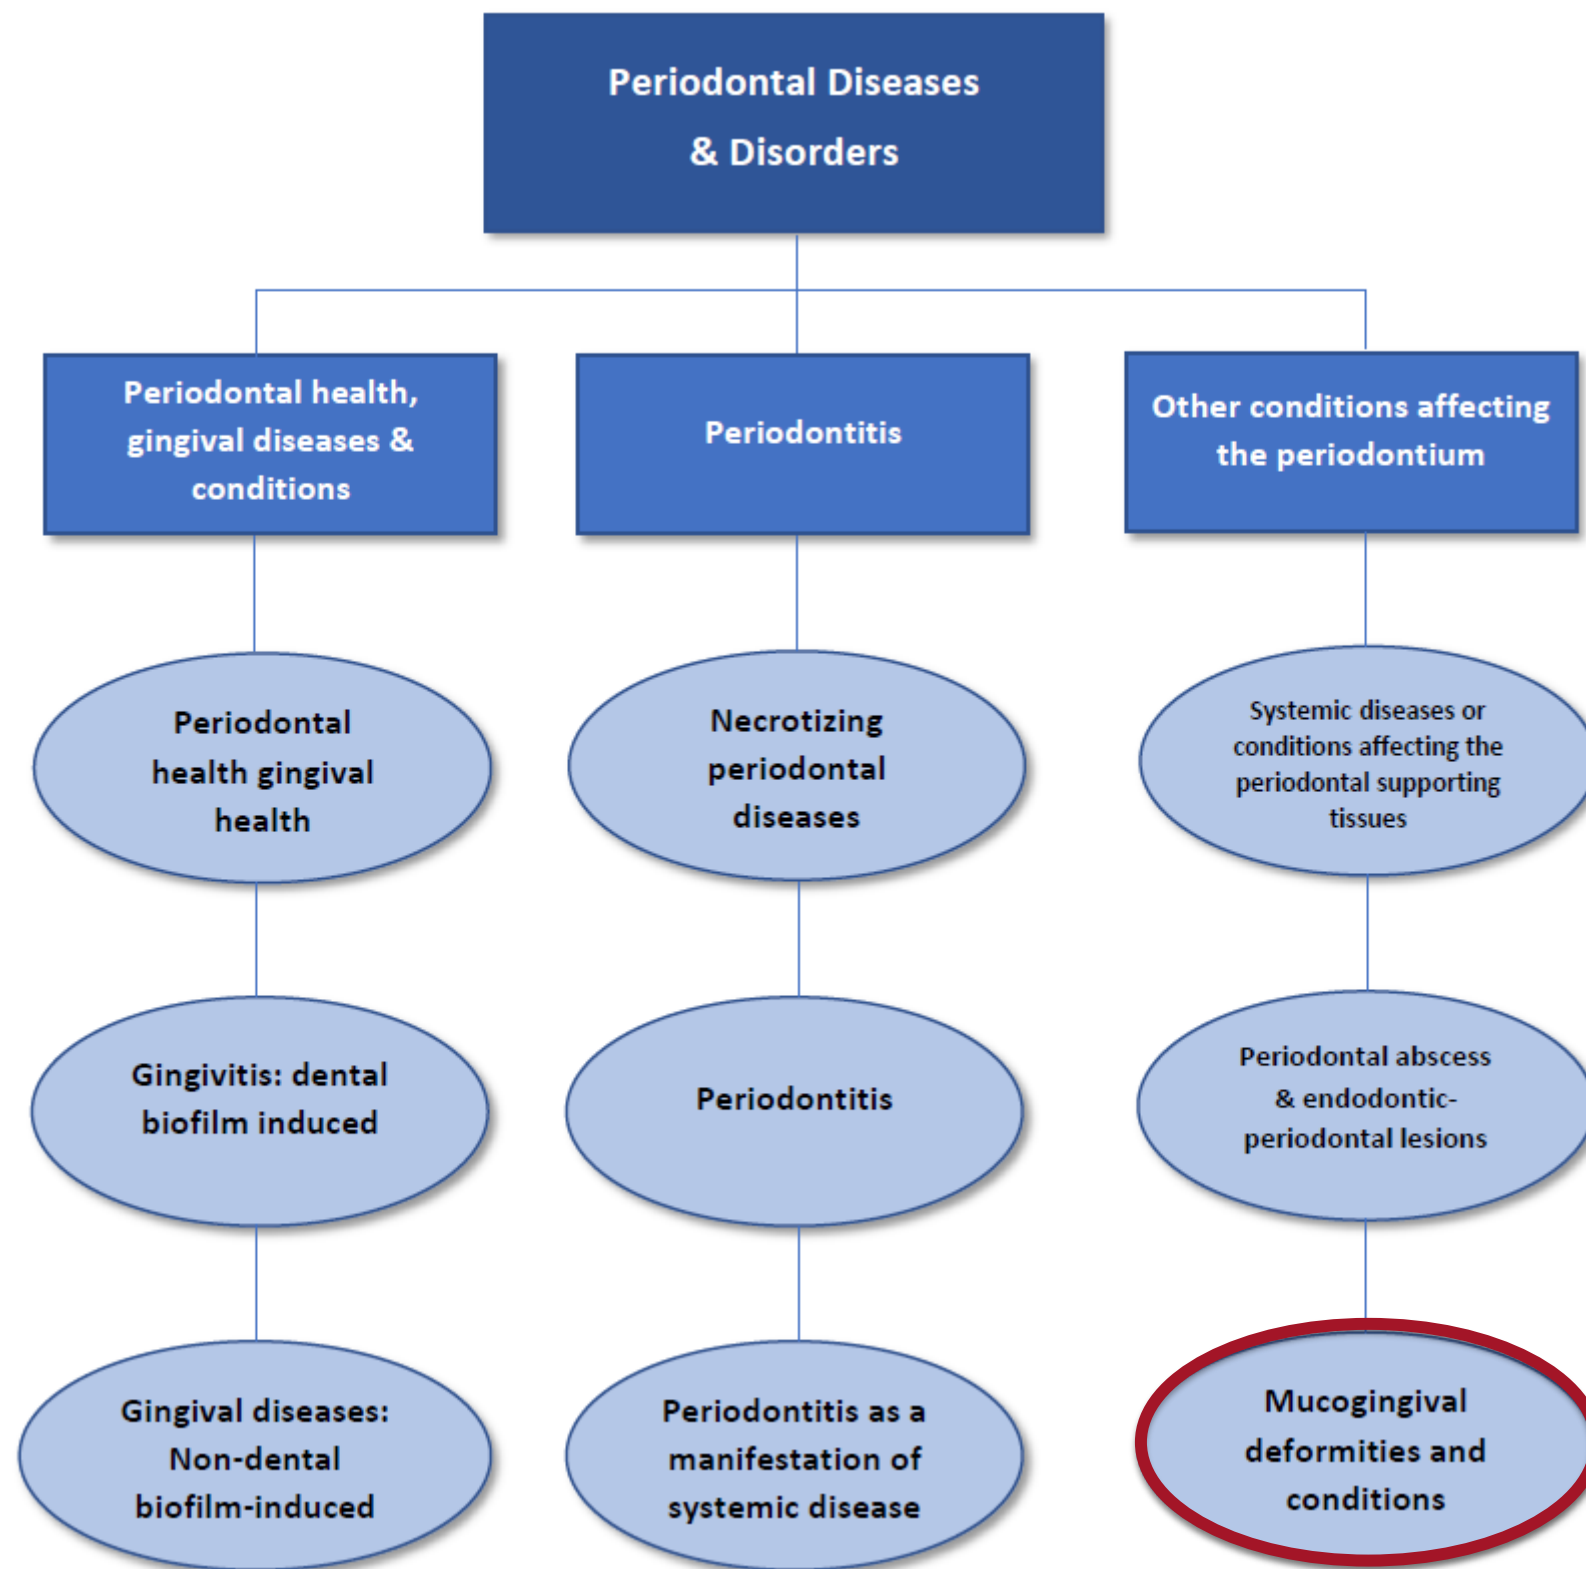 Periodontal Diseases
& Disorders
Periodontal health,
gingival diseases &
conditions
Periodontitis
Other conditions affecting
the periodontium
Periodontal
health gingival
health
Necrotizing
periodontal
diseases
Systemic diseases or
conditions affecting the
periodontal supporting
tissues
Gingivitis: dental
biofilm induced
Periodontitis
Periodontal abscess
& endodontic-
periodontal lesions
Gingival diseases:
Non-dental
biofilm-induced
Periodontitis as a
manifestation of
systemic disease
Mucogingival
deformities and
conditions